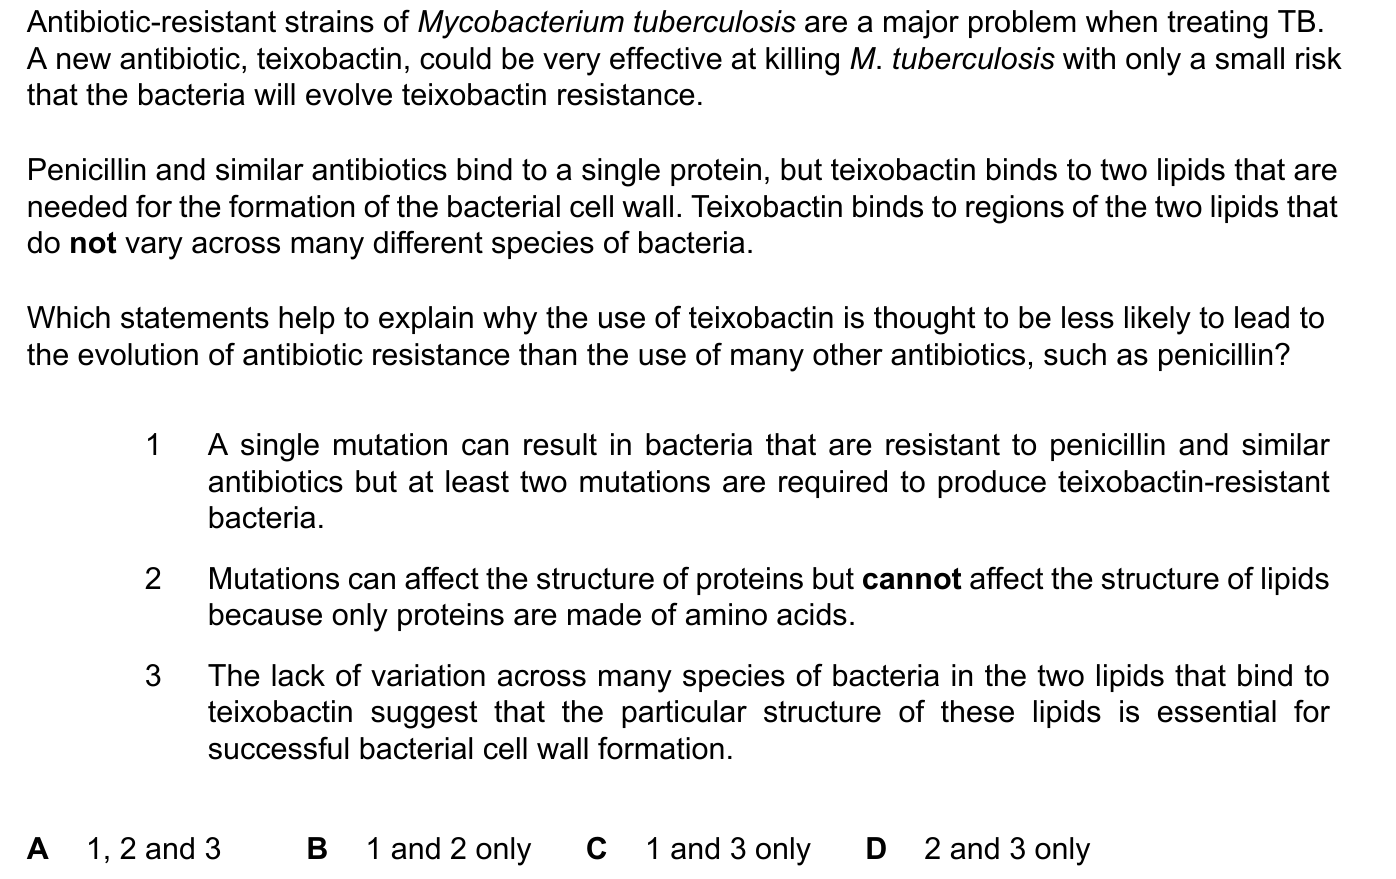 Antibiotic-resistant strains of Mycobacterium tuberculosis are a major problem when treating TB.
A new antibiotic, teixobactin, could be very effective at killing M. tuberculosis with only a small risk
that the bacteria will evolve teixobactin resistance.
Penicillin and similar antibiotics bind to a single protein, but teixobactin binds to two lipids that are
needed for the formation of the bacterial cell wall. Teixobactin binds to regions of the two lipids that
do not vary across many different species of bacteria.
Which statements help to explain why the use of teixobactin is thought to be less likely to lead to
the evolution of antibiotic resistance than the use of many other antibiotics, such as penicillin?
1 A single mutation can result in bacteria that are resistant to penicillin and similar
antibiotics but at least two mutations are required to produce teixobactin-resistant
bacteria.
2 Mutations can affect the structure of proteins but cannot affect the structure of lipids
because only proteins are made of amino acids.
3 The lack of variation across many species of bacteria in the two lipids that bind to
teixobactin suggest that the particular structure of these lipids is essential for
successful bacterial cell wall formation.
A 1, 2 and 3 B 1 and 2 only C 1 and 3 only D 2 and 3 only